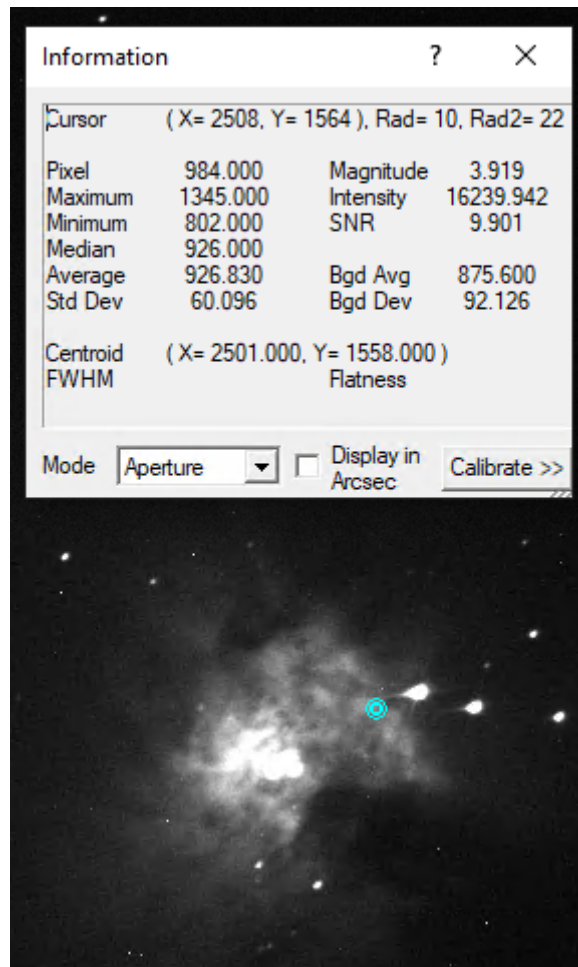 Information ? ×
Cursor ( X= 2508, Y= 1564 ), Rad= 10, Rad2= 22
Pixel 984.000 Magnitude 3.919
Maximum 1345.000 Intensity 16239.942
Minimum 802.000 SNR 9.901
Median 926.000
Average 926.830 Bgd Avg 875.600
Std Dev 60.096 Bgd Dev 92.126
Centroid ( X= 2501.000, Y= 1558.000 )
FWHM Flatness
Mode Aperture Display in Arcsec Calibrate >>